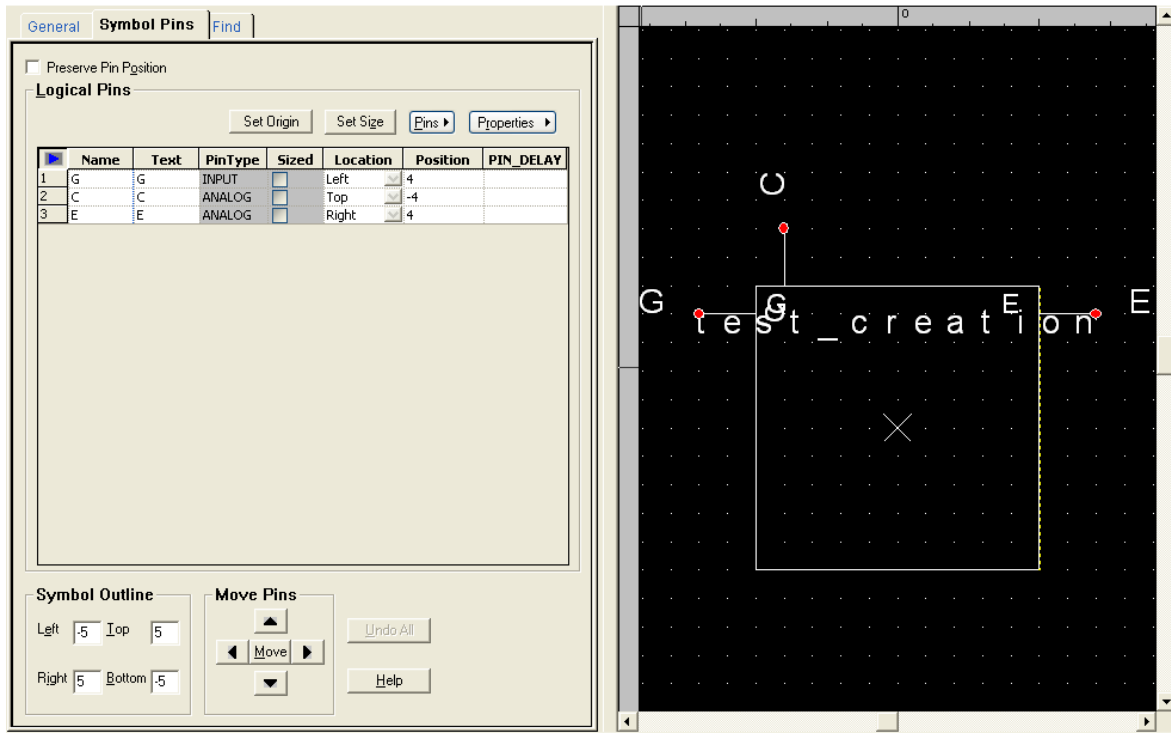 General Symbol Pins Find
Preserve Pin Position
Logical Pins
Set Origin Set Size Pins Properties
Name Text PinType Sized Location Position PIN_DELAY
1 G G INPUT Left 4
2 C C ANALOG Top -4
3 E E ANALOG Right 4
Symbol Outline
Left -5 Top 5
Right 5 Bottom -5
Move Pins
Move
Undo All
Help
0
C
G G E E
test_creation